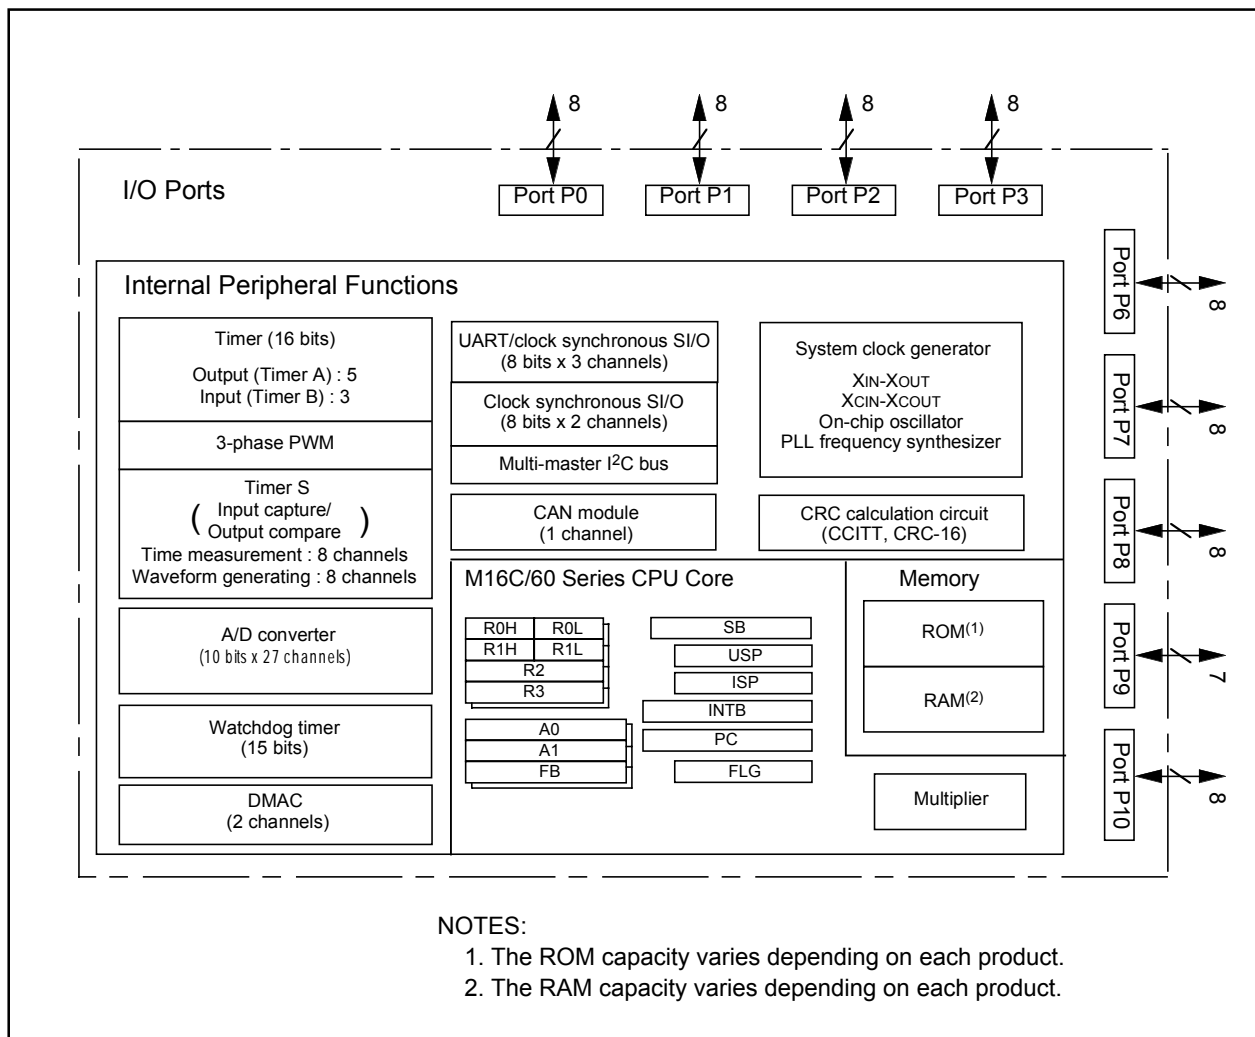 8
8
8
8
I/O Ports
Port P0
Port P1
Port P2
Port P3
Port P6
8
Port P7
8
Port P8
8
Port P9
7
Port P10
8
Internal Peripheral Functions
Timer (16 bits)
Output (Timer A) : 5
Input (Timer B) : 3
3-phase PWM
Timer S
( Input capture/
Output compare )
Time measurement : 8 channels
Waveform generating : 8 channels
A/D converter
(10 bits x 27 channels)
Watchdog timer
(15 bits)
DMAC
(2 channels)
UART/clock synchronous SI/O
(8 bits x 3 channels)
Clock synchronous SI/O
(8 bits x 2 channels)
Multi-master I2C bus
CAN module
(1 channel)
System clock generator
XIN-XOUT
XCIN-XCOUT
On-chip oscillator
PLL frequency synthesizer
CRC calculation circuit
(CCITT, CRC-16)
M16C/60 Series CPU Core
R0H
R0L
R1H
R1L
R2
R3
A0
A1
FB
SB
USP
ISP
INTB
PC
FLG
Memory
ROM(1)
RAM(2)
Multiplier
NOTES:
1. The ROM capacity varies depending on each product.
2. The RAM capacity varies depending on each product.